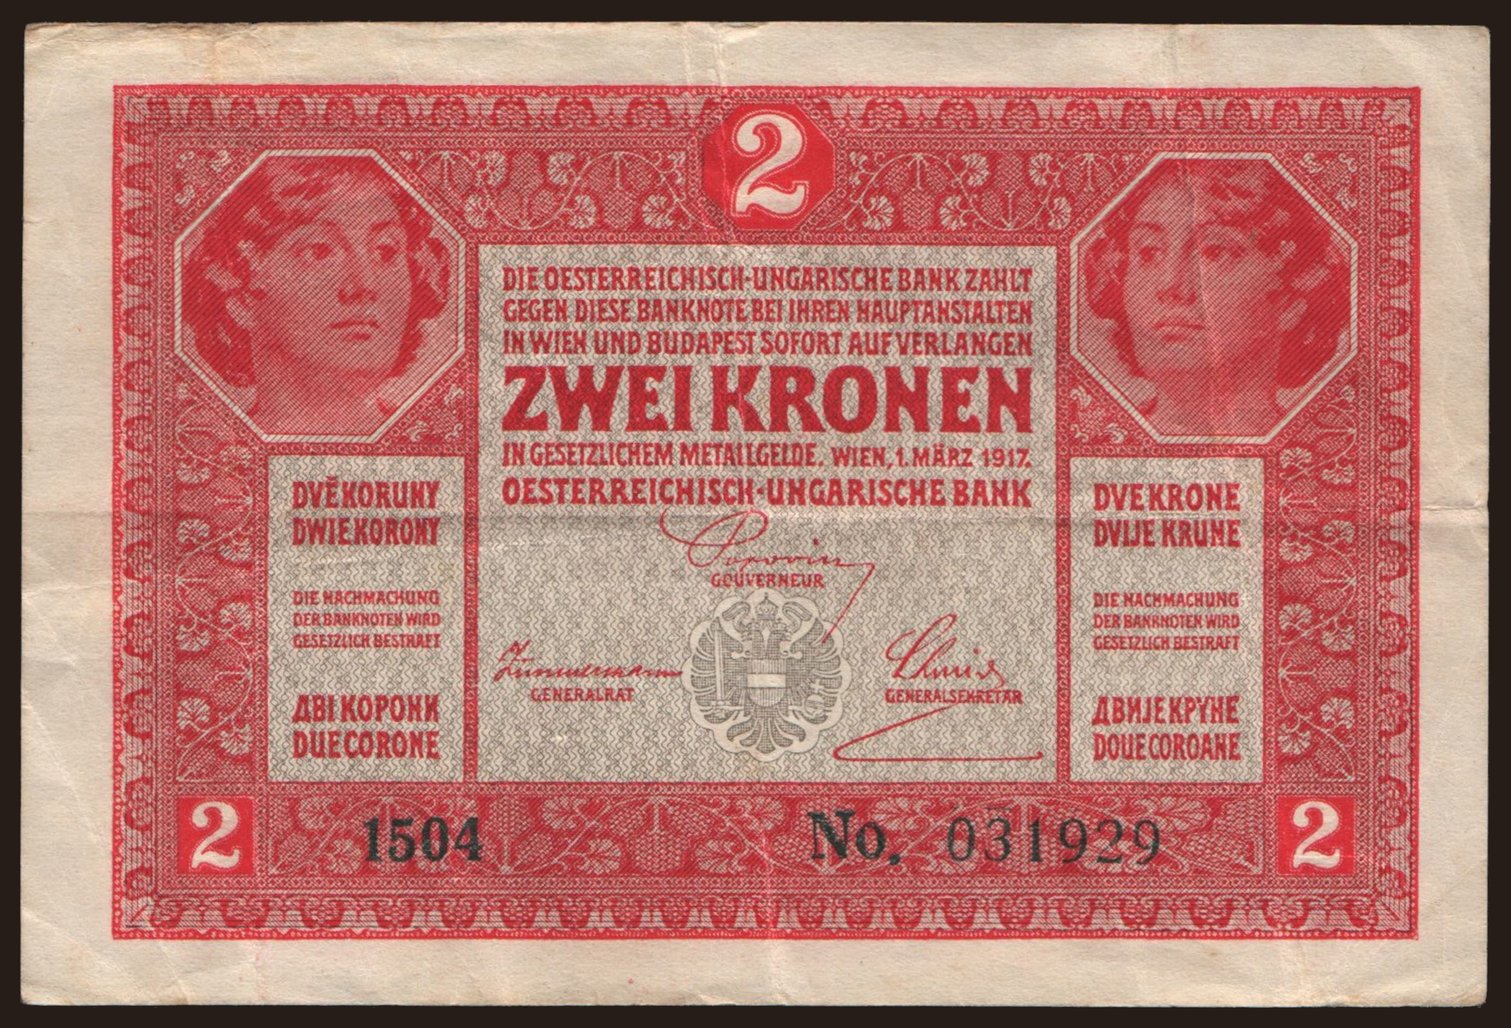 2
DIE OESTERREICHISCH-UNGARISCHE BANK ZAHLT
GEGEN DIESE BANKNOTE BEI IHREN HAUPTANSTALTEN
IN WIEN UND BUDAPEST SOFORT AUF VERLANGEN
ZWEI KRONEN
IN GESETZLICHEM METALLGELDE. WIEN, 1. MÄRZ 1917.
OESTERREICHISCH-UNGARISCHE BANK
Popovics
GOUVERNEUR
GENERALRAT
Schmid
GENERALSEKRETÄR
DVĚ KORUNY
DWIE KORONY
DIE NACHMACHUNG
DER BANKNOTEN WIRD
GESETZLICH BESTRAFT
ДВІ КОРОНИ
DUE CORONE
DVE KRONE
DVIJE KRUNE
DIE NACHMACHUNG
DER BANKNOTEN WIRD
GESETZLICH BESTRAFT
ДВИЈЕ КРУНЕ
DOUE COROANE
2
1504
No. 031929
2